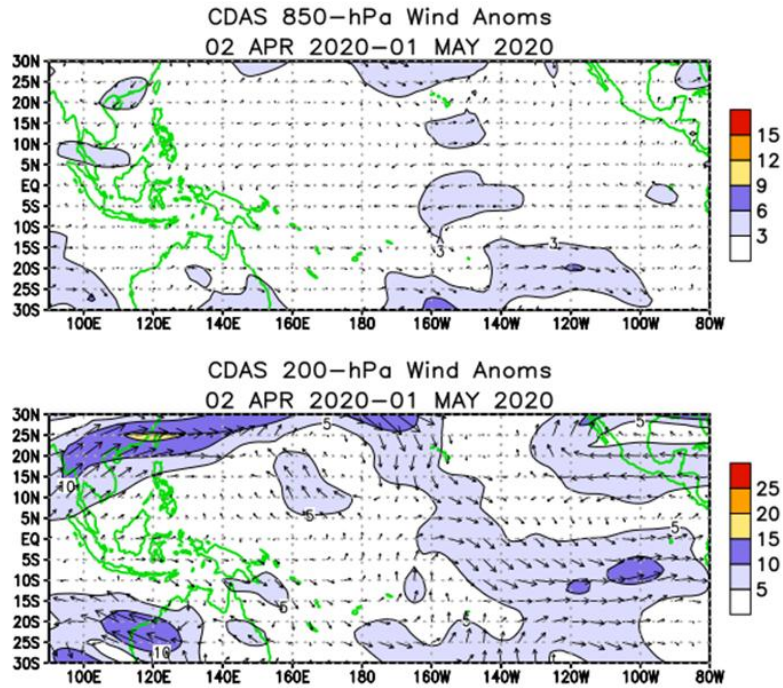 CDAS 850-hPa Wind Anoms
02 APR 2020-01 MAY 2020
30N
25N
20N
15N
10N
5N
EQ
5S
10S
15S
20S
25S
30S
3
3
100E 120E 140E 160E 180 160W 140W 120W 100W 80W
15
12
9
6
3
CDAS 200-hPa Wind Anoms
02 APR 2020-01 MAY 2020
30N
25N
20N
15N
10N
5N
EQ
5S
10S
15S
20S
25S
30S
5
5
10
5
5
5
5
10
100E 120E 140E 160E 180 160W 140W 120W 100W 80W
25
20
15
10
5